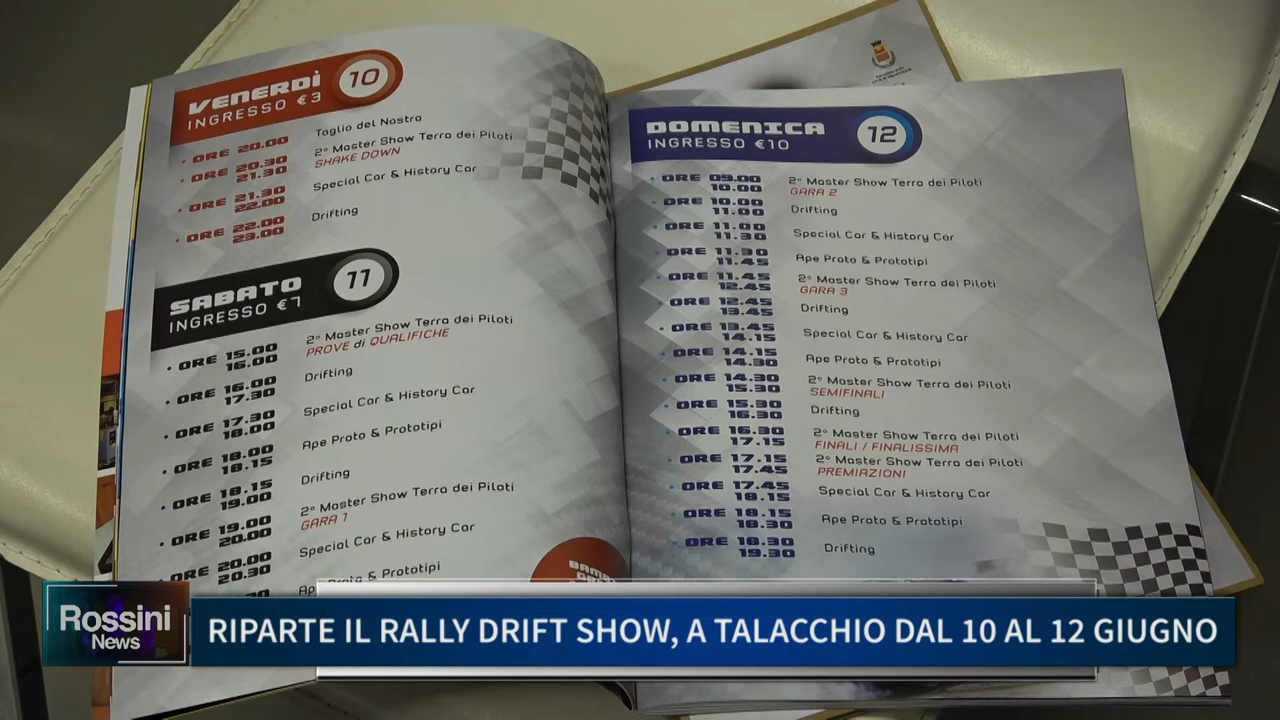 VENERDÌ 10
INGRESSO €3
• ORE 20.00 Taglio del Nastro
• ORE 20.30 2° Master Show Terra dei Piloti
21.30 SHAKE DOWN
• ORE 21.30 Special Car & History Car
22.00
• ORE 22.00 Drifting
23.00
SABATO 11
INGRESSO €7
• ORE 15.00 2° Master Show Terra dei Piloti
16.00 PROVE di QUALIFICHE
• ORE 16.00 Drifting
17.30
• ORE 17.30 Special Car & History Car
18.00
• ORE 18.00 Ape Proto & Prototipi
18.15
• ORE 18.15 Drifting
19.00
• ORE 19.00 2° Master Show Terra dei Piloti
20.00 GARA 1
ORE 20.00 Special Car & History Car
20.30
Ape Proto & Prototipi
DOMENICA 12
INGRESSO €10
• ORE 09.00 2° Master Show Terra dei Piloti
10.00 GARA 2
• ORE 10.00 Drifting
11.00
• ORE 11.00 Special Car & History Car
11.30
• ORE 11.30 Ape Proto & Prototipi
11.45
• ORE 11.45 2° Master Show Terra dei Piloti
12.45 GARA 3
• ORE 12.45 Drifting
13.45
• ORE 13.45 Special Car & History Car
14.15
• ORE 14.15 Ape Proto & Prototipi
14.30
• ORE 14.30 2° Master Show Terra dei Piloti
15.30 SEMIFINALI
• ORE 15.30 Drifting
16.30
• ORE 16.30 2° Master Show Terra dei Piloti
17.15 FINALI / FINALISSIMA
• ORE 17.15 2° Master Show Terra dei Piloti
17.45 PREMIAZIONI
• ORE 17.45 Special Car & History Car
18.15
• ORE 18.15 Ape Proto & Prototipi
18.30
• ORE 18.30 Drifting
19.30
Rossini
News
RIPARTE IL RALLY DRIFT SHOW, A TALACCHIO DAL 10 AL 12 GIUGNO